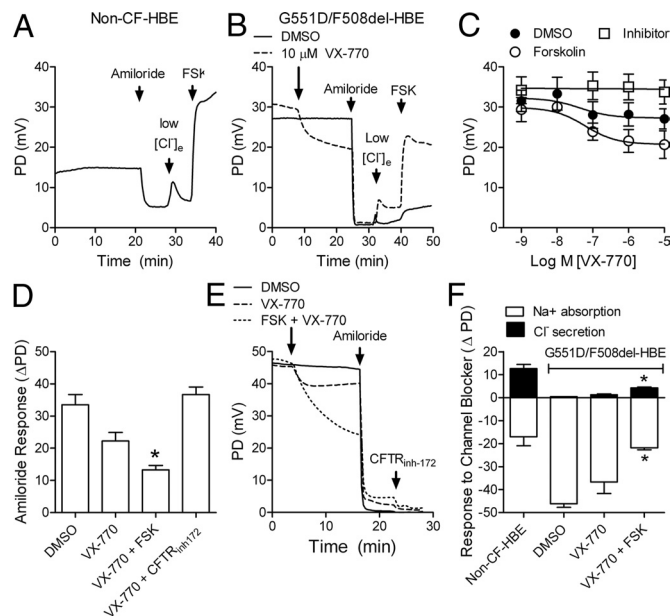 A
Non-CF-HBE
Amiloride
FSK
low
[Cl-]e
PD (mV)
40
30
20
10
0
0 10 20 30 40
Time (min)
B
G551D/F508del-HBE
DMSO
10 μM VX-770
Amiloride
FSK
Low
[Cl-]e
PD (mV)
40
30
20
10
0
0 10 20 30 40 50
Time (min)
C
DMSO
Inhibitor
Forskolin
PD (mV)
40
30
20
10
0
-9 -8 -7 -6 -5
Log M [VX-770]
D
Amiloride Response (ΔPD)
50
40
30
20
10
0
*
DMSO
VX-770
VX-770 + FSK
VX-770 + CFTRinh172
E
DMSO
VX-770
FSK + VX-770
Amiloride
CFTRinh-172
PD (mV)
50
40
30
20
10
0
0 10 20 30
Time (min)
F
Na+ absorption
Cl- secretion
G551D/F508del-HBE
Response to Channel Blocker (Δ PD)
20
10
0
-10
-20
-30
-40
-50
*
*
Non-CF-HBE
DMSO
VX-770
VX-770 + FSK